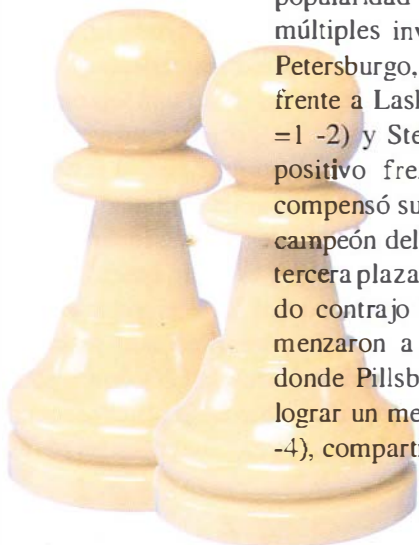 popularidad
múltiples inv
Petersburgo,
frente a Lask
=1 -2) y Ste
positivo fre
compensó su
campeón del
tercera plaza
do contrajo
menzaron a
donde Pillsb
lograr un me
-4), compart